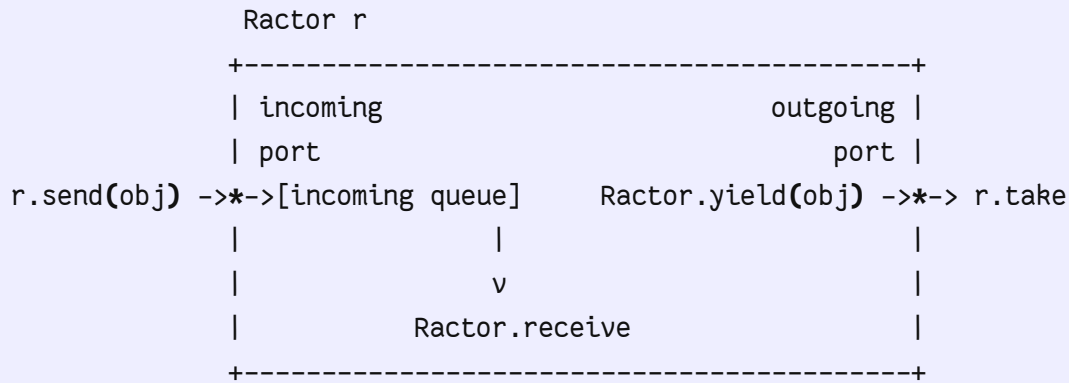 Ractor r
+-------------------------------------------+
| incoming outgoing |
| port port |
r.send(obj) ->*->[incoming queue] Ractor.yield(obj) ->*-> r.take
| | |
| v |
| Ractor.receive |
+-------------------------------------------+